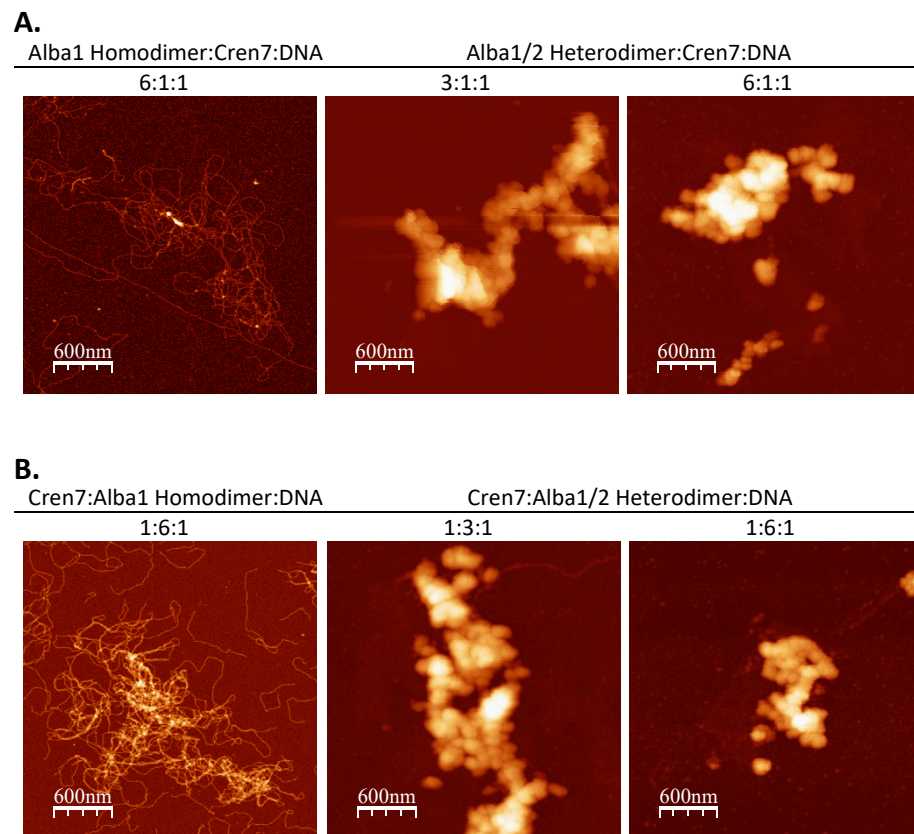 A.
Alba1 Homodimer:Cren7:DNA Alba1/2 Heterodimer:Cren7:DNA
6:1:1 3:1:1 6:1:1
600nm 600nm 600nm
B.
Cren7:Alba1 Homodimer:DNA Cren7:Alba1/2 Heterodimer:DNA
1:6:1 1:3:1 1:6:1
600nm 600nm 600nm